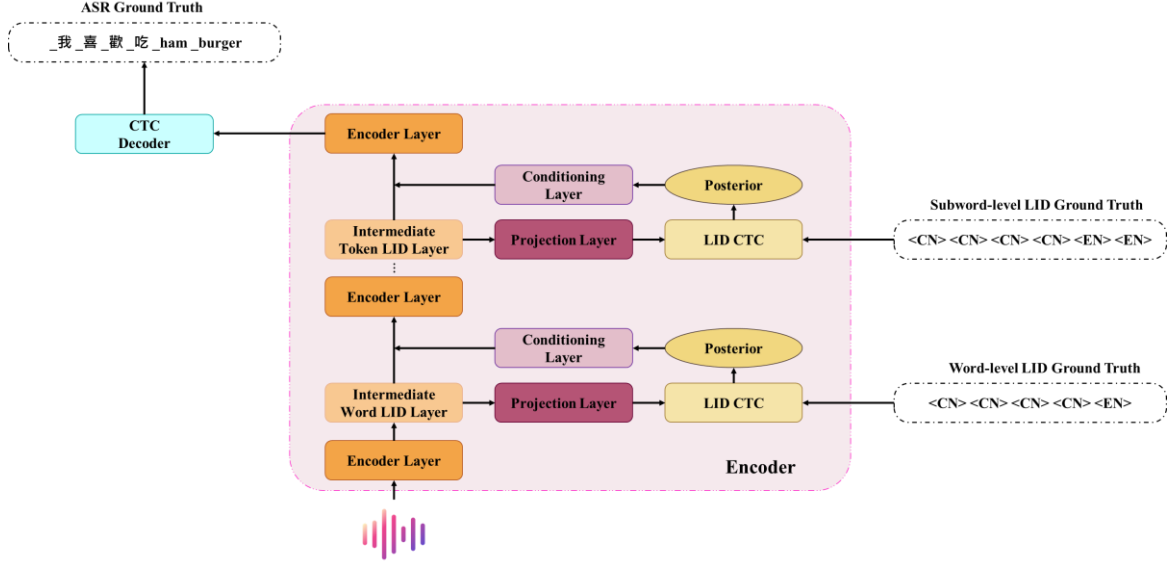 ASR Ground Truth
_我 _喜 _歡 _吃 _ham _burger
CTC
Decoder
Encoder Layer
Conditioning
Layer
Posterior
Subword-level LID Ground Truth
Intermediate
Token LID Layer
Projection Layer
LID CTC
<CN> <CN> <CN> <CN> <EN> <EN>
...
Encoder Layer
Conditioning
Layer
Posterior
Word-level LID Ground Truth
Intermediate
Word LID Layer
Projection Layer
LID CTC
<CN> <CN> <CN> <CN> <EN>
Encoder Layer
Encoder